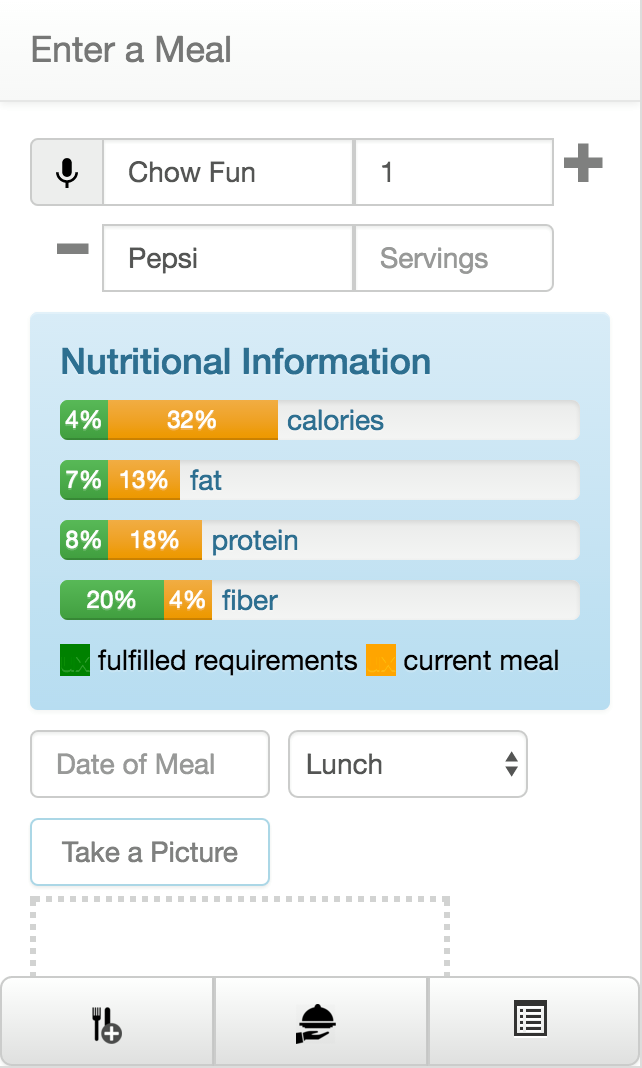 Enter a Meal
Chow Fun 1
Pepsi Servings
Nutritional Information
4% 32% calories
7% 13% fat
8% 18% protein
20% 4% fiber
fulfilled requirements current meal
Date of Meal Lunch
Take a Picture